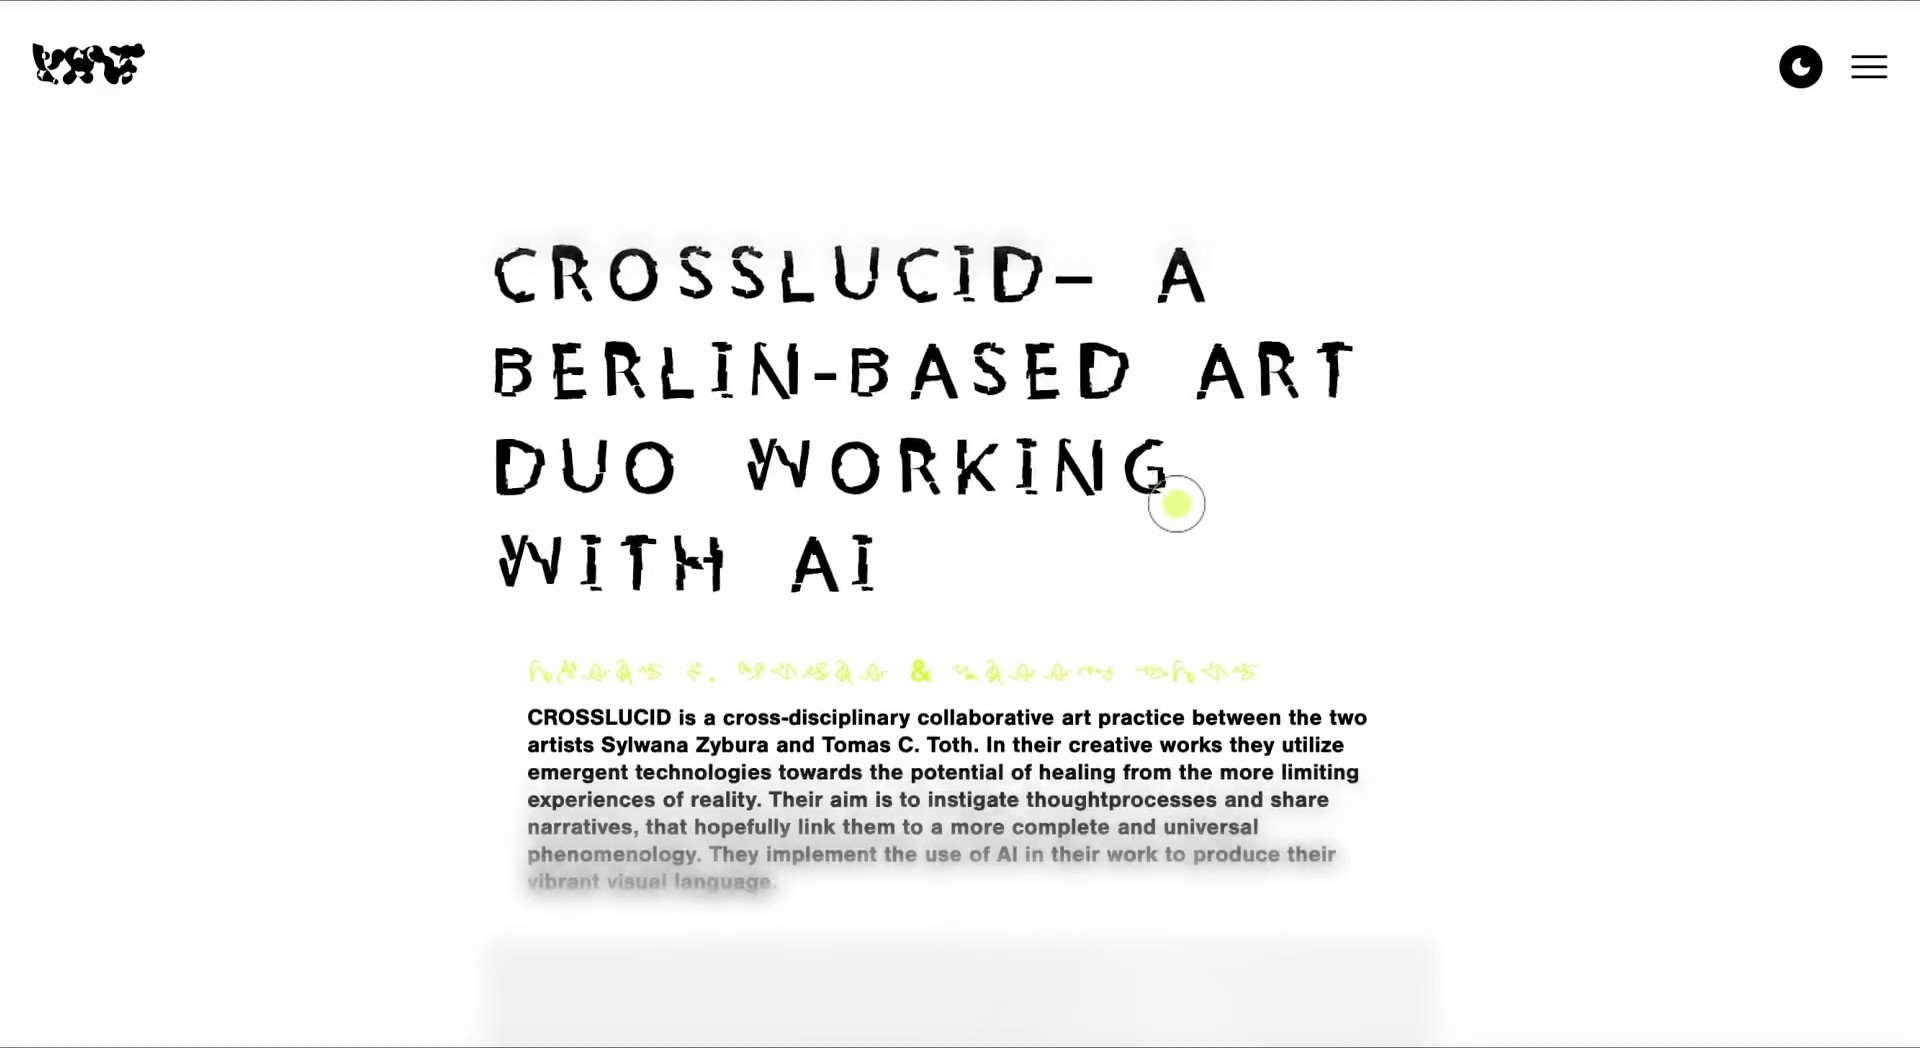 CROSSLUCID– A
BERLIN-BASED ART
DUO WORKING
WITH AI
&
CROSSLUCID is a cross-disciplinary collaborative art practice between the two
artists Sylwana Zybura and Tomas C. Toth. In their creative works they utilize
emergent technologies towards the potential of healing from the more limiting
experiences of reality. Their aim is to instigate thoughtprocesses and share
narratives, that hopefully link them to a more complete and universal
phenomenology. They implement the use of AI in their work to produce their
vibrant visual language.